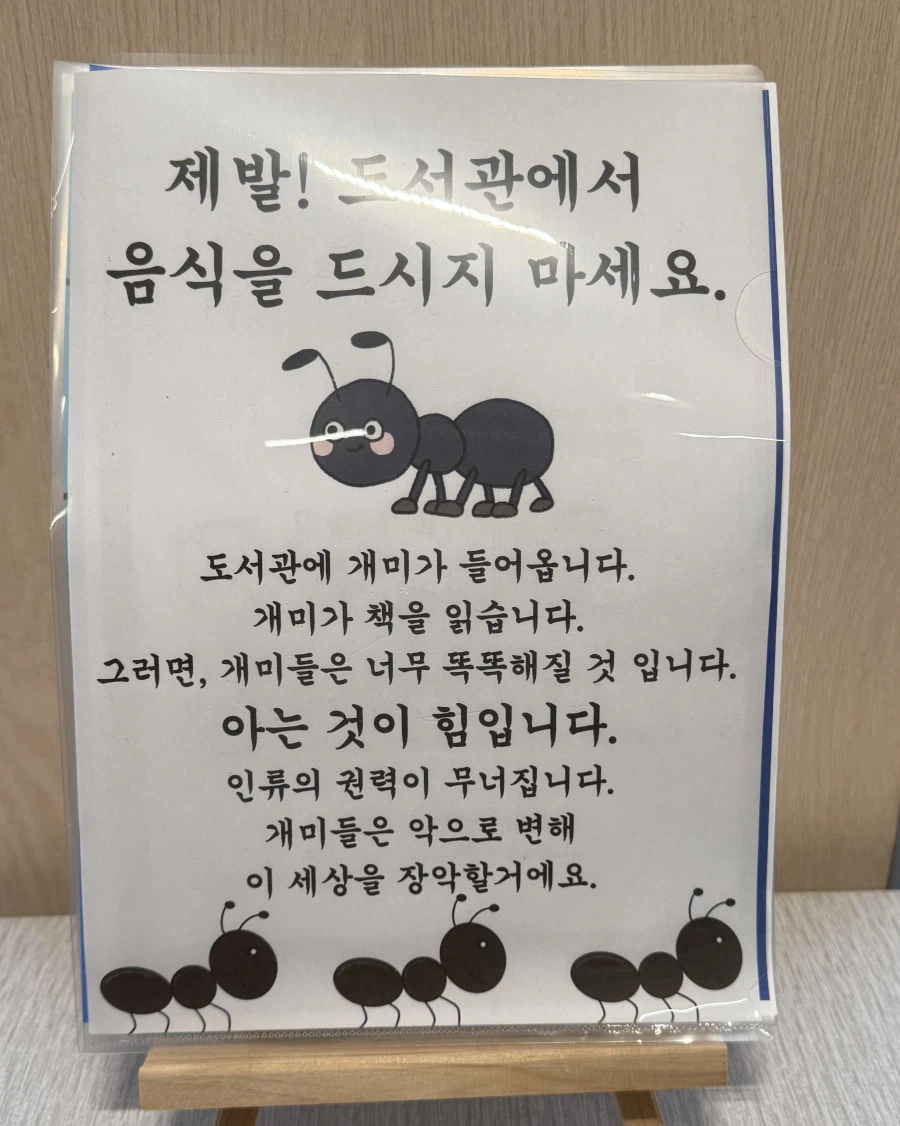 제발! 도서관에서
음식을 드시지 마세요.
도서관에 개미가 들어옵니다.
개미가 책을 읽습니다.
그러면, 개미들은 너무 똑똑해질 것 입니다.
아는 것이 힘입니다.
인류의 권력이 무너집니다.
개미들은 악으로 변해
이 세상을 장악할거에요.